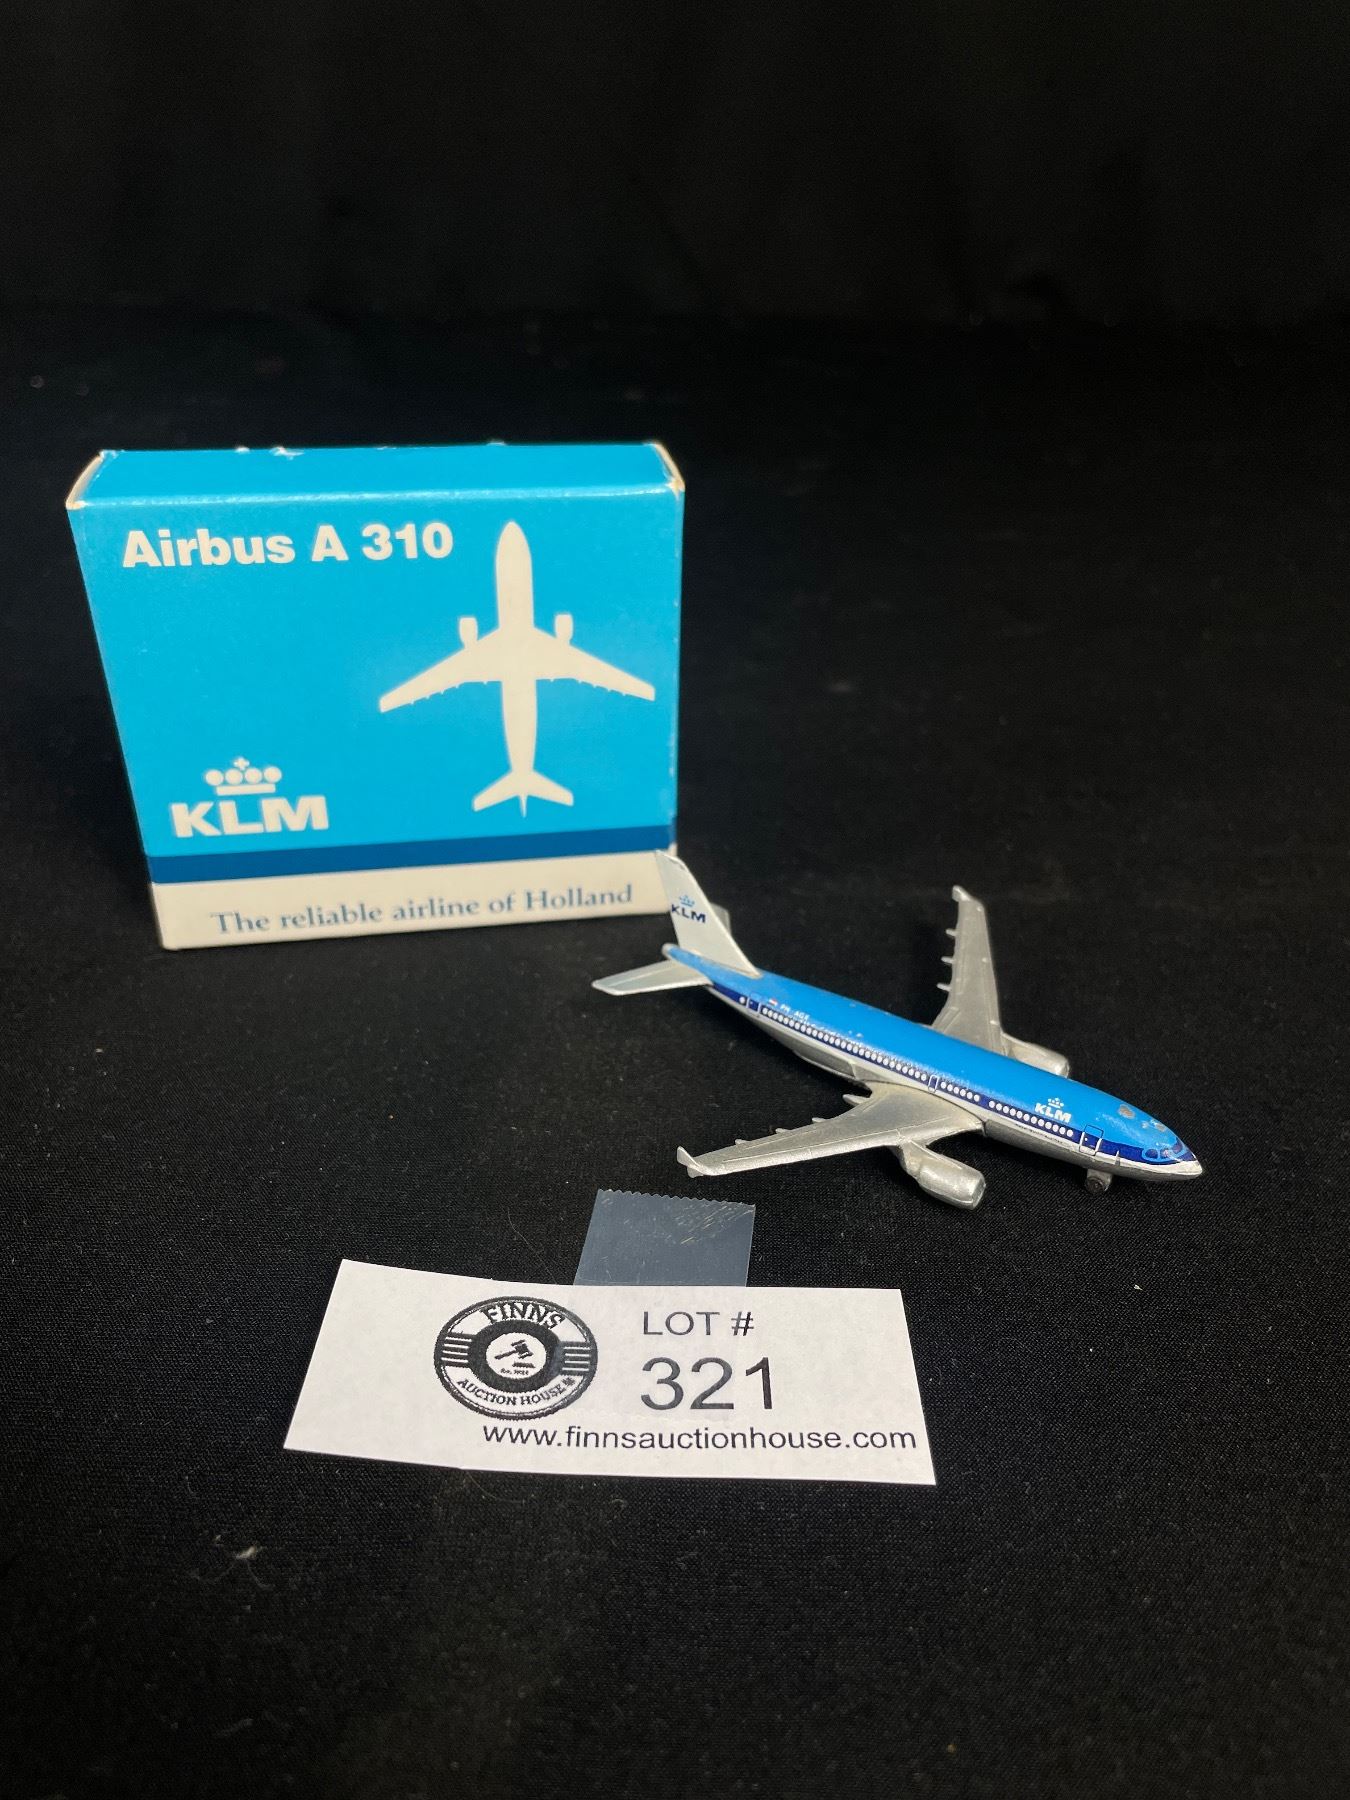 Airbus A 310
KLM
The reliable airline of Holland
KLM
KLM
FINNS
AUCTION HOUSE
LOT #
321
www.finnsauctionhouse.com